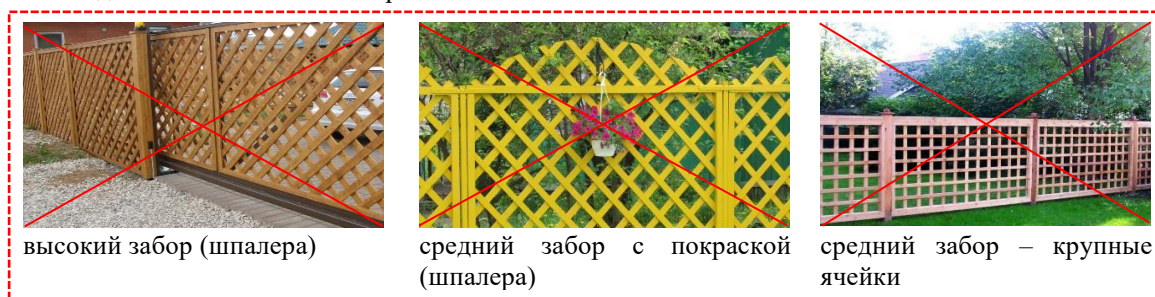 высокий забор (шпалера)
средний забор с покраской
(шпалера)
средний забор – крупные
ячейки